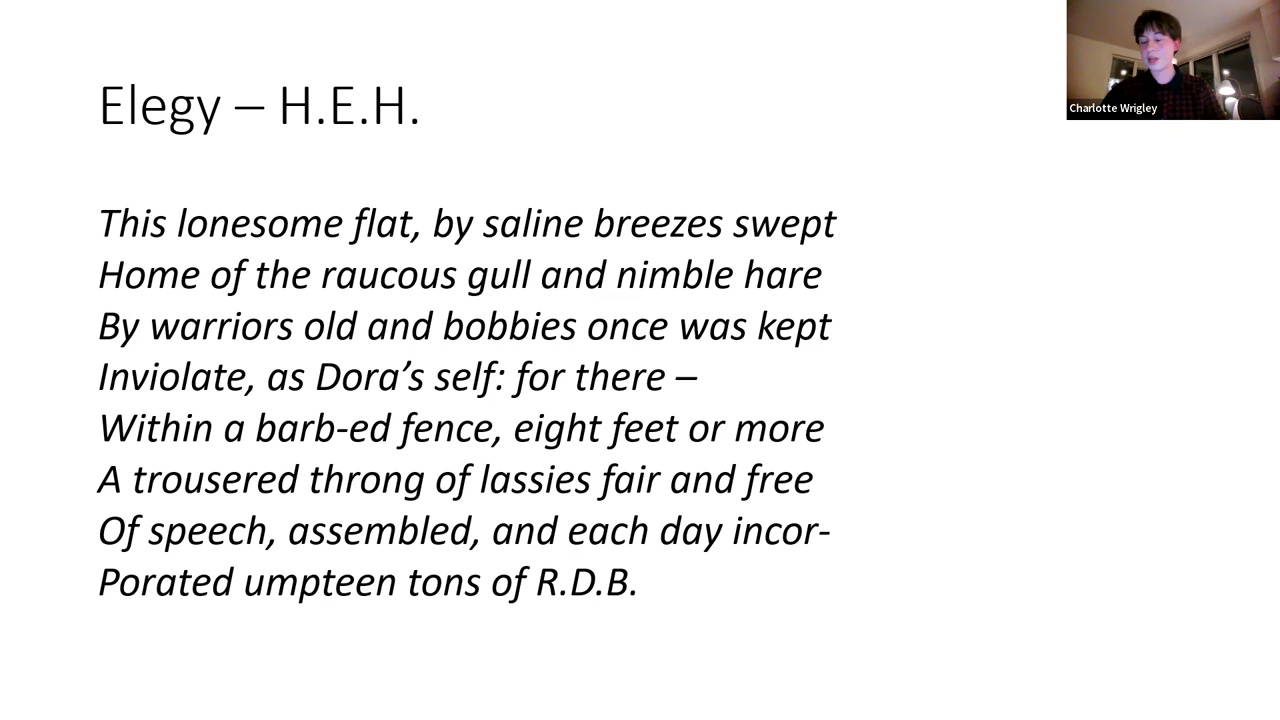 Elegy – H.E.H.
Charlotte Wrigley
This lonesome flat, by saline breezes swept
Home of the raucous gull and nimble hare
By warriors old and bobbies once was kept
Inviolate, as Dora’s self: for there –
Within a barb-ed fence, eight feet or more
A trousered throng of lassies fair and free
Of speech, assembled, and each day incor-
Porated umpteen tons of R.D.B.